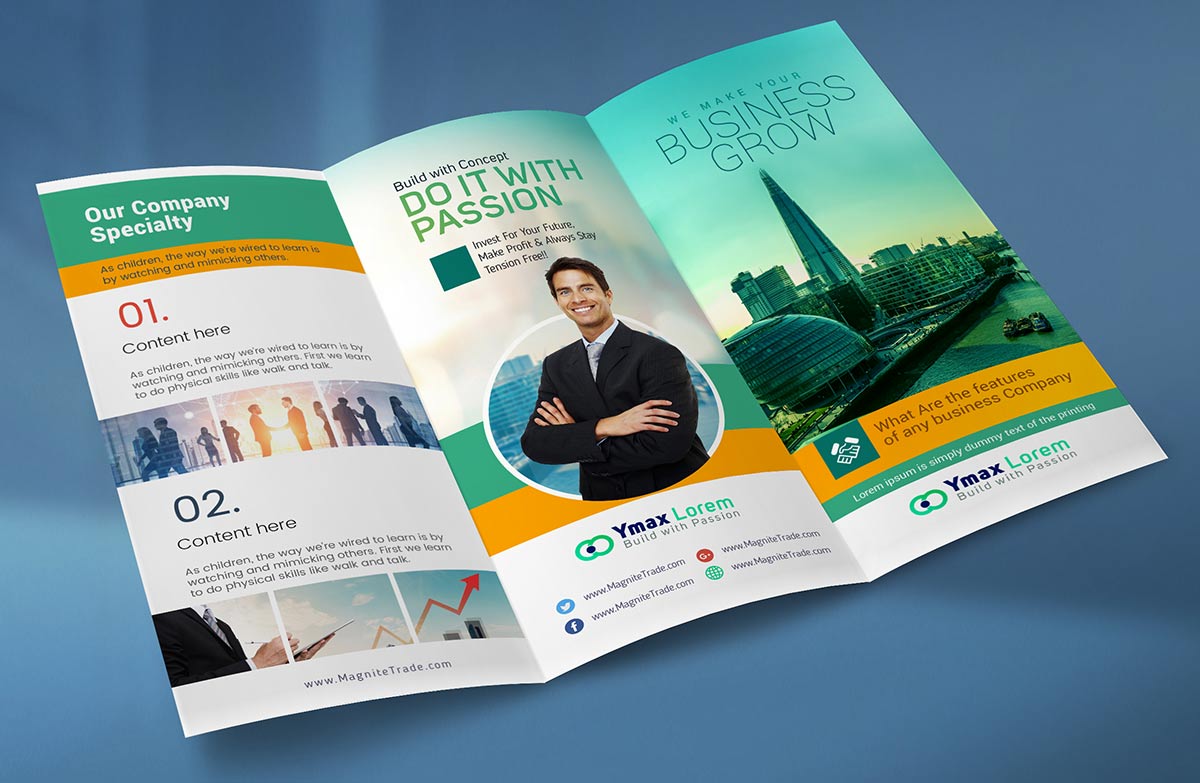 Our Company
Specialty
As children, the way we're wired to learn is
by watching and mimicking others.
01.
Content here
As children, the way we're wired to learn is by
watching and mimicking others. First we learn
to do physical skills like walk and talk.
02.
Content here
As children, the way we're wired to learn is by
watching and mimicking others. First we learn
to do physical skills like walk and talk.
www.MagniteTrade.com
Build with Concept
DO IT WITH
PASSION
Invest For Your Future,
Make Profit & Always Stay
Tension Free!!
Ymax Lorem
Build with Passion
www.MagniteTrade.com
www.MagniteTrade.com
G+ www.MagniteTrade.com
www.MagniteTrade.com
WE MAKE YOUR
BUSINESS
GROW
What Are the features
of any business Company
Lorem ipsum is simply dummy text of the printing
Ymax Lorem
Build with Passion